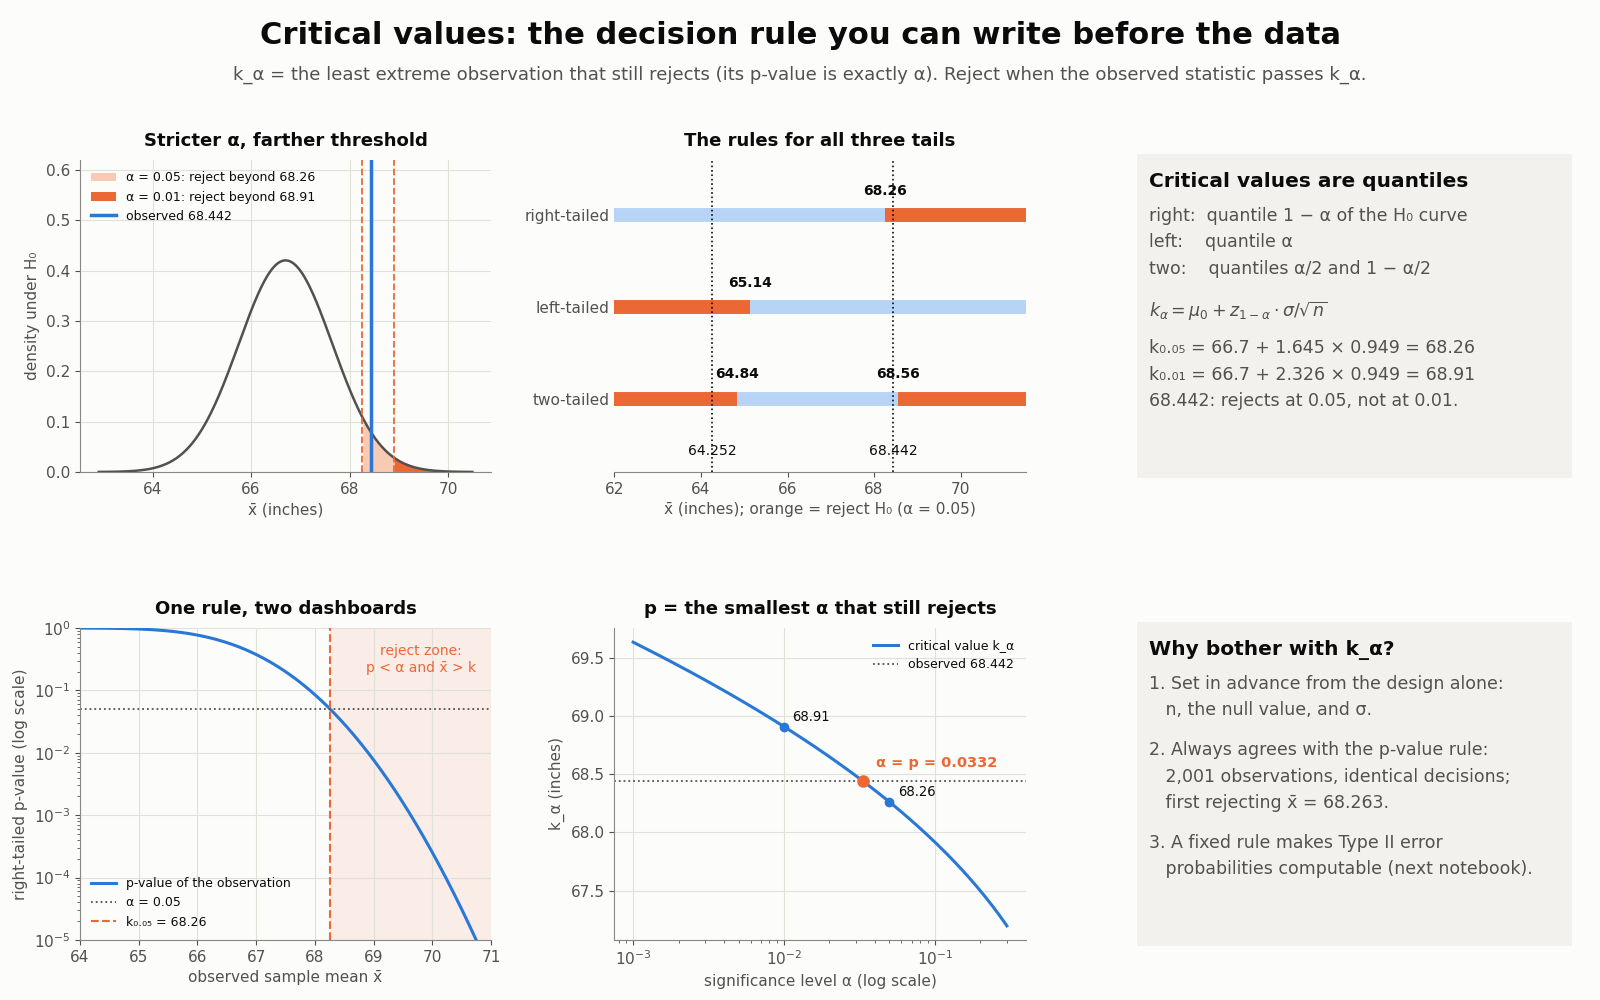 Critical values: the decision rule you can write before the data
k_α = the least extreme observation that still rejects (its p-value is exactly α). Reject when the observed statistic passes k_α.
Stricter α, farther threshold
α = 0.05: reject beyond 68.26
α = 0.01: reject beyond 68.91
observed 68.442
density under H₀
0.6
0.5
0.4
0.3
0.2
0.1
0.0
64
66
68
70
x̄ (inches)
The rules for all three tails
right-tailed
68.26
left-tailed
65.14
two-tailed
64.84
68.56
64.252
68.442
62
64
66
68
70
x̄ (inches); orange = reject H₀ (α = 0.05)
Critical values are quantiles
right: quantile 1 − α of the H₀ curve
left: quantile α
two: quantiles α/2 and 1 − α/2
k_α = μ₀ + z_{1−α} · σ/√n
k₀.₀₅ = 66.7 + 1.645 × 0.949 = 68.26
k₀.₀₁ = 66.7 + 2.326 × 0.949 = 68.91
68.442: rejects at 0.05, not at 0.01.
One rule, two dashboards
right-tailed p-value (log scale)
10⁰
10⁻¹
10⁻²
10⁻³
10⁻⁴
10⁻⁵
reject zone:
p < α and x̄ > k
p-value of the observation
α = 0.05
k₀.₀₅ = 68.26
64
65
66
67
68
69
70
71
observed sample mean x̄
p = the smallest α that still rejects
critical value k_α
observed 68.442
k_α (inches)
69.5
69.0
68.5
68.0
67.5
68.91
α = p = 0.0332
68.26
10⁻³
10⁻²
10⁻¹
significance level α (log scale)
Why bother with k_α?
1. Set in advance from the design alone:
n, the null value, and σ.
2. Always agrees with the p-value rule:
2,001 observations, identical decisions;
first rejecting x̄ = 68.263.
3. A fixed rule makes Type II error
probabilities computable (next notebook).